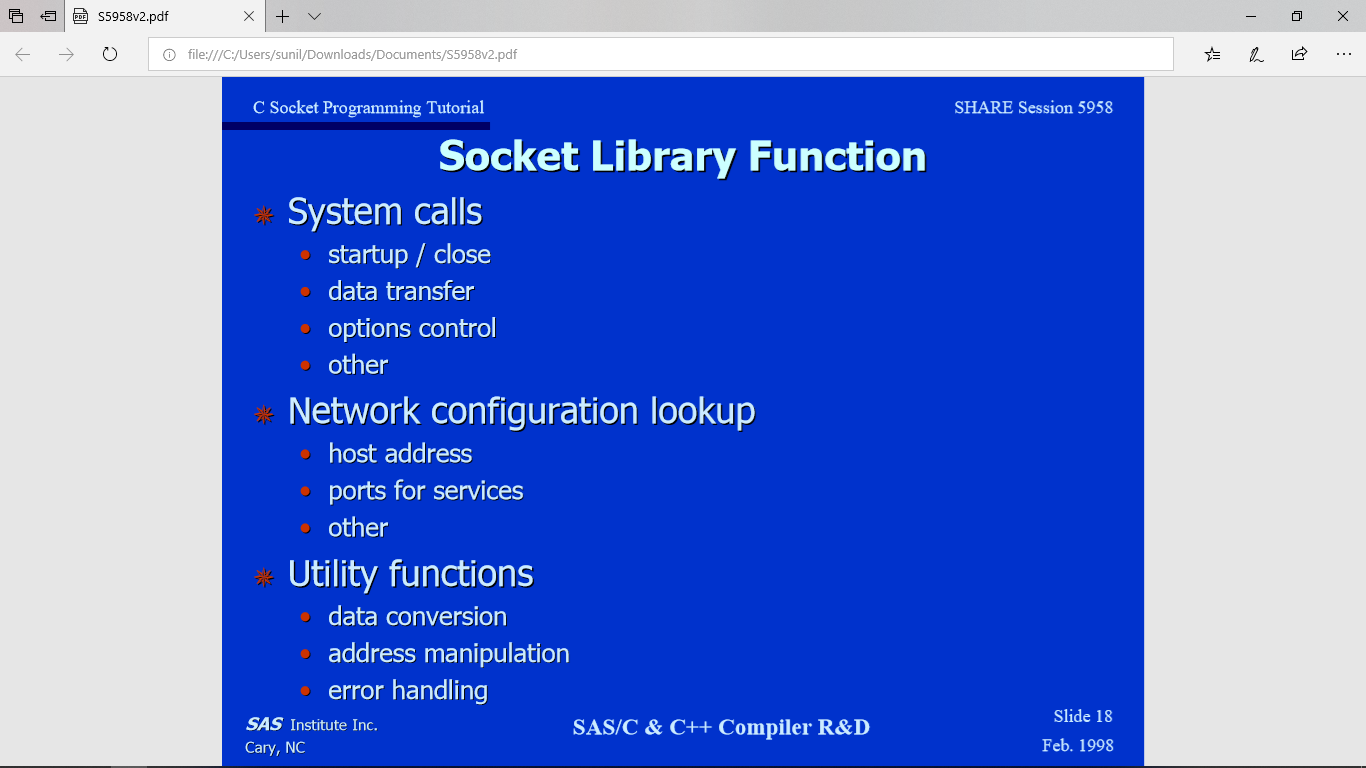 S5958v2.pdf
file:///C:/Users/sunil/Downloads/Documents/S5958v2.pdf
C Socket Programming Tutorial
SHARE Session 5958
Socket Library Function
System calls
startup / close
data transfer
options control
other
Network configuration lookup
host address
ports for services
other
Utility functions
data conversion
address manipulation
error handling
SAS Institute Inc.
Cary, NC
SAS/C & C++ Compiler R&D
Slide 18
Feb. 1998